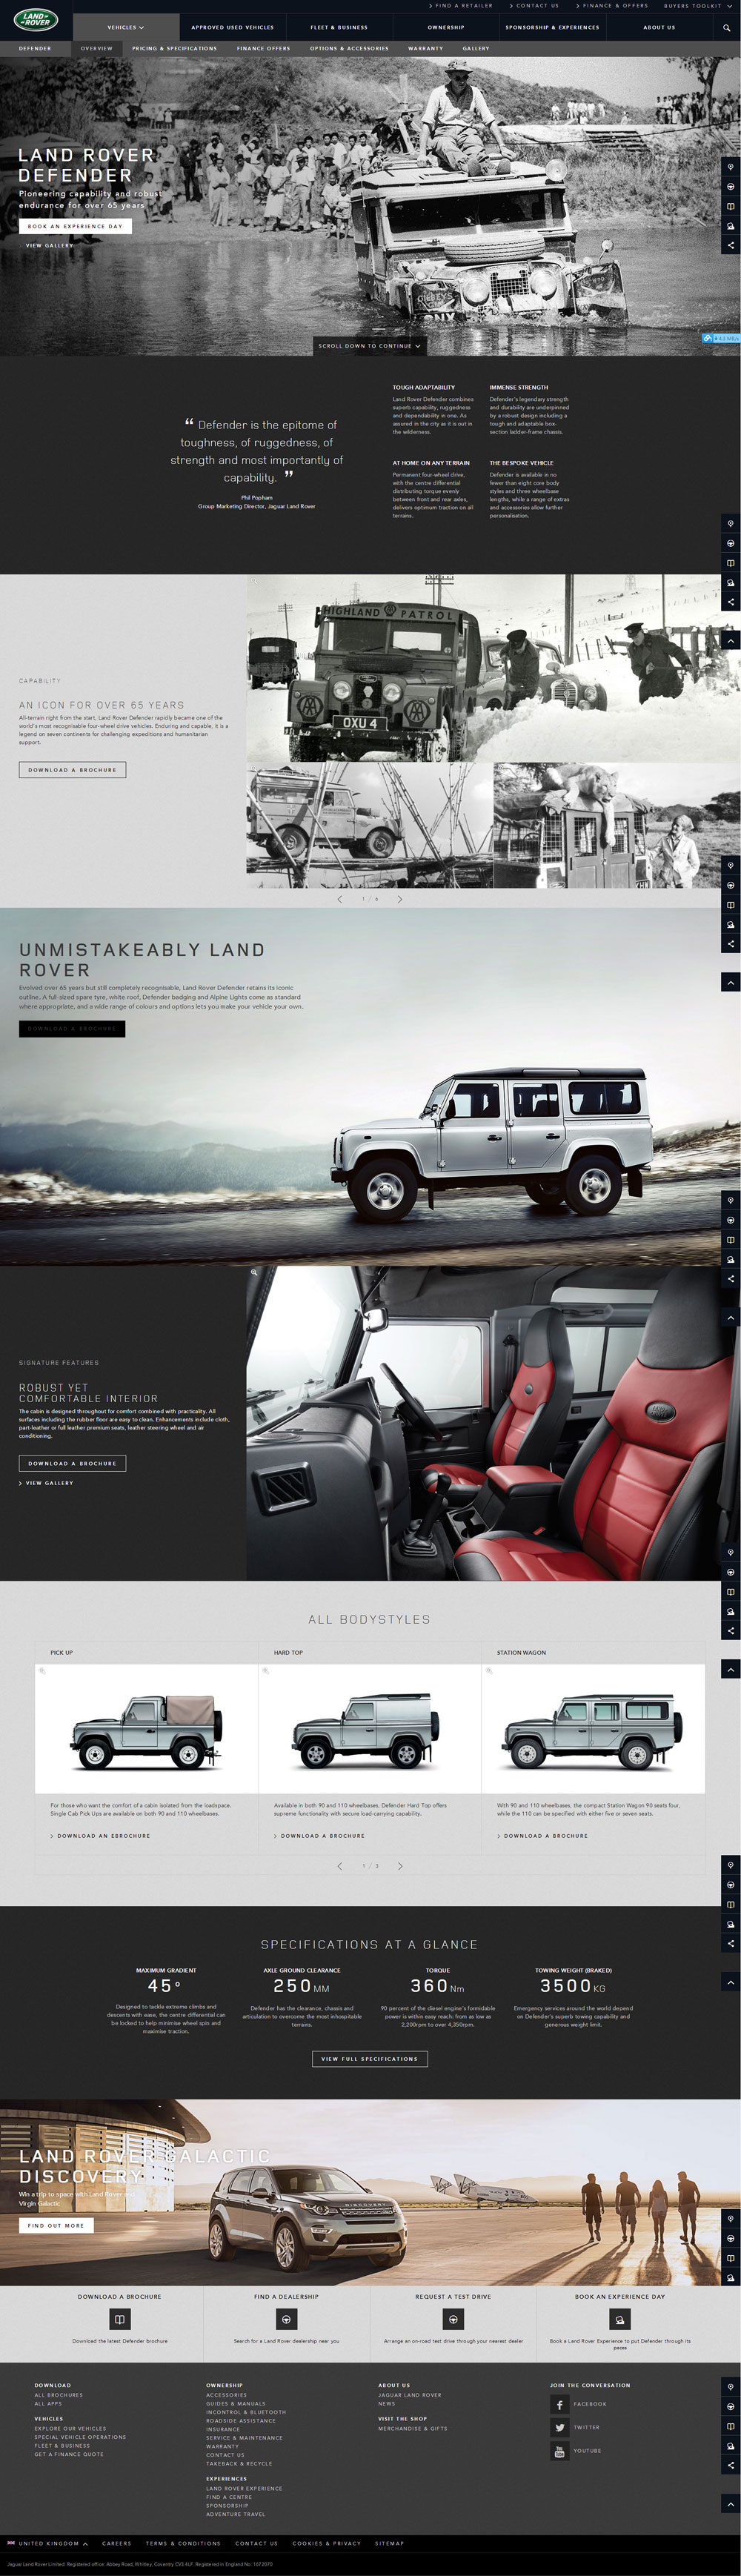 LAND-
ROVER
FIND A RETAILER
CONTACT US
FINANCE & OFFERS
BUYERS TOOLKIT
VEHICLES
APPROVED USED VEHICLES
FLEET & BUSINESS
OWNERSHIP
SPONSORSHIP & EXPERIENCES
ABOUT US
DEFENDER
OVERVIEW
PRICING & SPECIFICATIONS
FINANCE OFFERS
OPTIONS & ACCESSORIES
WARRANTY
GALLERY
LAND ROVER
DEFENDER
Pioneering capability and robust
endurance for over 65 years
BOOK AN EXPERIENCE DAY
VIEW GALLERY
SCROLL DOWN TO CONTINUE
“ Defender is the epitome of
toughness, of ruggedness, of
strength and most importantly of
capability. ”
Phil Popham
Group Marketing Director, Jaguar Land Rover
TOUGH ADAPTABILITY
Land Rover Defender combines
superb capability, ruggedness
and dependability in one. As
assured in the city as it is out in
the wilderness.
IMMENSE STRENGTH
Defender's legendary strength
and durability are underpinned
by a robust design including a
tough and adaptable box-
section ladder-frame chassis.
AT HOME ON ANY TERRAIN
Permanent four-wheel drive,
with the centre differential
distributing torque evenly
between front and rear axles,
delivers optimum traction on all
terrains.
THE BESPOKE VEHICLE
Defender is available in no
fewer than eight core body
styles and three wheelbase
lengths, while a range of extras
and accessories allow further
personalisation.
HIGHLAND PATROL
AA
AA
OXU 4
CAPABILITY
AN ICON FOR OVER 65 YEARS
All-terrain right from the start, Land Rover Defender rapidly became one of the
world's most recognisable four-wheel drive vehicles. Enduring and capable, it is a
legend on seven continents for challenging expeditions and humanitarian
support.
DOWNLOAD A BROCHURE
1 / 6
UNMISTAKEABLY LAND
ROVER
Evolved over 65 years but still completely recognisable, Land Rover Defender retains its iconic
outline. A full-sized spare tyre, white roof, Defender badging and Alpine Lights come as standard
where appropriate, and a wide range of colours and options lets you make your vehicle your own.
DOWNLOAD A BROCHURE
SIGNATURE FEATURES
ROBUST YET
COMFORTABLE INTERIOR
The cabin is designed throughout for comfort combined with practicality. All
surfaces including the rubber floor are easy to clean. Enhancements include cloth,
part-leather or full leather premium seats, leather steering wheel and air
conditioning.
DOWNLOAD A BROCHURE
VIEW GALLERY
ALL BODYSTYLES
PICK UP
HARD TOP
STATION WAGON
For those who want the comfort of a cabin isolated from the loadspace.
Single Cab Pick Ups are available on both 90 and 110 wheelbases.
DOWNLOAD AN EBROCHURE
Available in both 90 and 110 wheelbases, Defender Hard Top offers
supreme functionality with secure load-carrying capability.
DOWNLOAD A BROCHURE
With 90 and 110 wheelbases, the compact Station Wagon 90 seats four,
while the 110 can be specified with either five or seven seats.
DOWNLOAD A BROCHURE
SPECIFICATIONS AT A GLANCE
MAXIMUM GRADIENT
45°
Designed to tackle extreme climbs and
descents with ease, the centre differential can
be locked to help minimise wheel spin and
maximise traction.
AXLE GROUND CLEARANCE
250MM
Defender has the clearance, chassis and
articulation to overcome the most inhospitable
terrains.
TORQUE
360Nm
90 percent of the diesel engine's formidable
power is within easy reach: from as low as
2,200rpm to over 4,350rpm.
TOWING WEIGHT (BRAKED)
3500KG
Emergency services around the world depend
on Defender's superb towing capability and
generous weight limit.
VIEW FULL SPECIFICATIONS
LAND ROVER GALACTIC
DISCOVERY
Win a trip to space with Land Rover and
Virgin Galactic
FIND OUT MORE
DISCOVERY
DOWNLOAD A BROCHURE
Download the latest Defender brochure
FIND A DEALERSHIP
Search for a Land Rover dealership near you
REQUEST A TEST DRIVE
Arrange an on-road test drive through your nearest dealer
BOOK AN EXPERIENCE DAY
Book a Land Rover Experience to put Defender through its
paces
DOWNLOAD
ALL BROCHURES
ALL APPS
VEHICLES
EXPLORE OUR VEHICLES
SPECIAL VEHICLE OPERATIONS
FLEET & BUSINESS
GET A FINANCE QUOTE
OWNERSHIP
ACCESSORIES
GUIDES & MANUALS
INCONTROL & BLUETOOTH
ROADSIDE ASSISTANCE
INSURANCE
SERVICE & MAINTENANCE
WARRANTY
CONTACT US
TAKEBACK & RECYCLE
EXPERIENCES
LAND ROVER EXPERIENCE
FIND A CENTRE
SPONSORSHIP
ADVENTURE TRAVEL
ABOUT US
JAGUAR LAND ROVER
NEWS
VISIT THE SHOP
MERCHANDISE & GIFTS
JOIN THE CONVERSATION
FACEBOOK
TWITTER
YOUTUBE
UNITED KINGDOM
CAREERS
TERMS & CONDITIONS
CONTACT US
COOKIES & PRIVACY
SITEMAP
Jaguar Land Rover Limited: Registered office: Abbey Road, Whitley, Coventry CV3 4LF. Registered in England No: 1672070